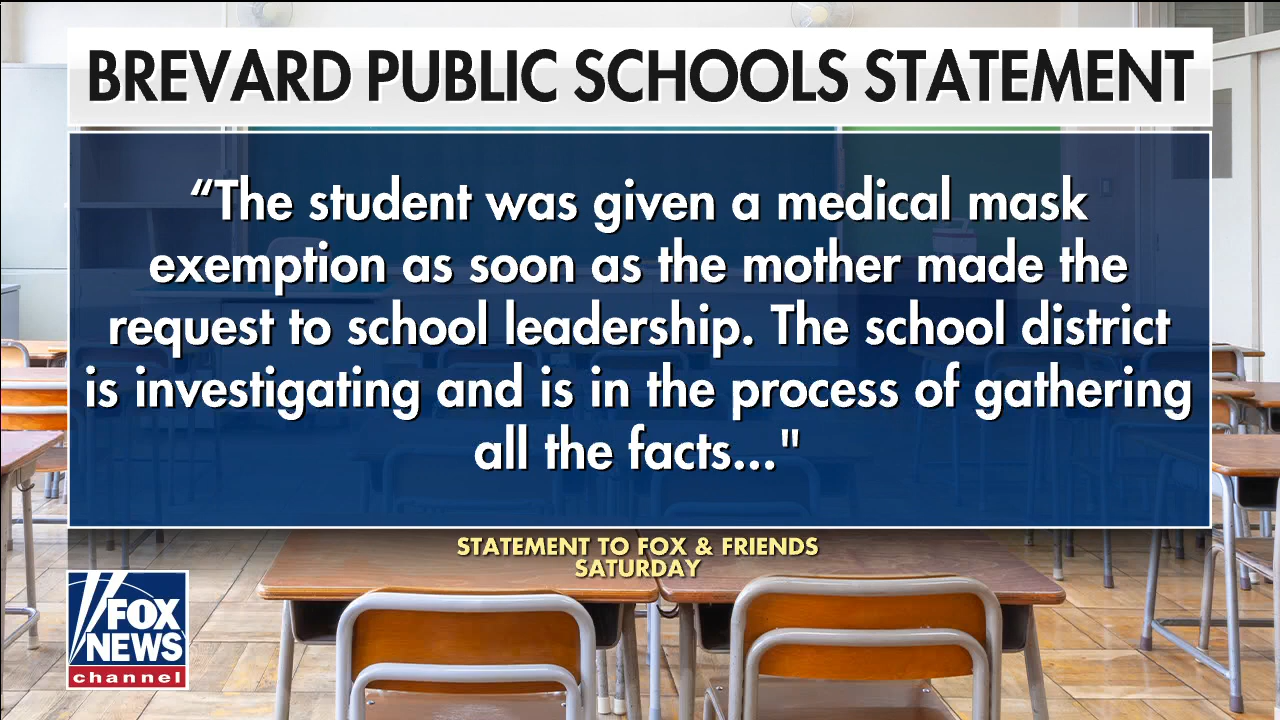 BREVARD PUBLIC SCHOOLS STATEMENT
“The student was given a medical mask
exemption as soon as the mother made the
request to school leadership. The school district
is investigating and is in the process of gathering
all the facts..."
STATEMENT TO FOX & FRIENDS
SATURDAY
FOX
NEWS
channel